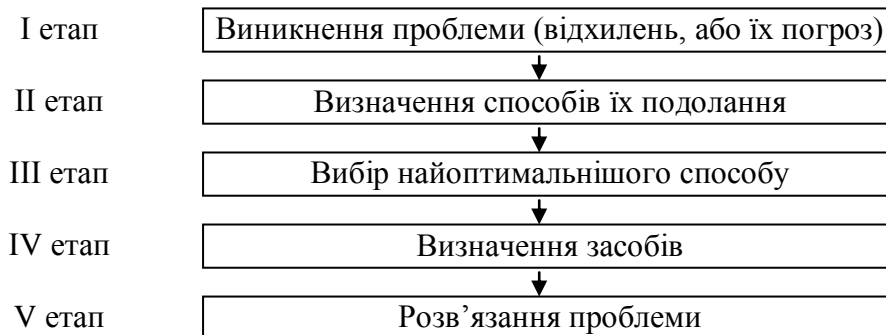 I етап Виникнення проблеми (відхилень, або їх погроз)
II етап Визначення способів їх подолання
III етап Вибір найоптимальнішого способу
IV етап Визначення засобів
V етап Розв’язання проблеми